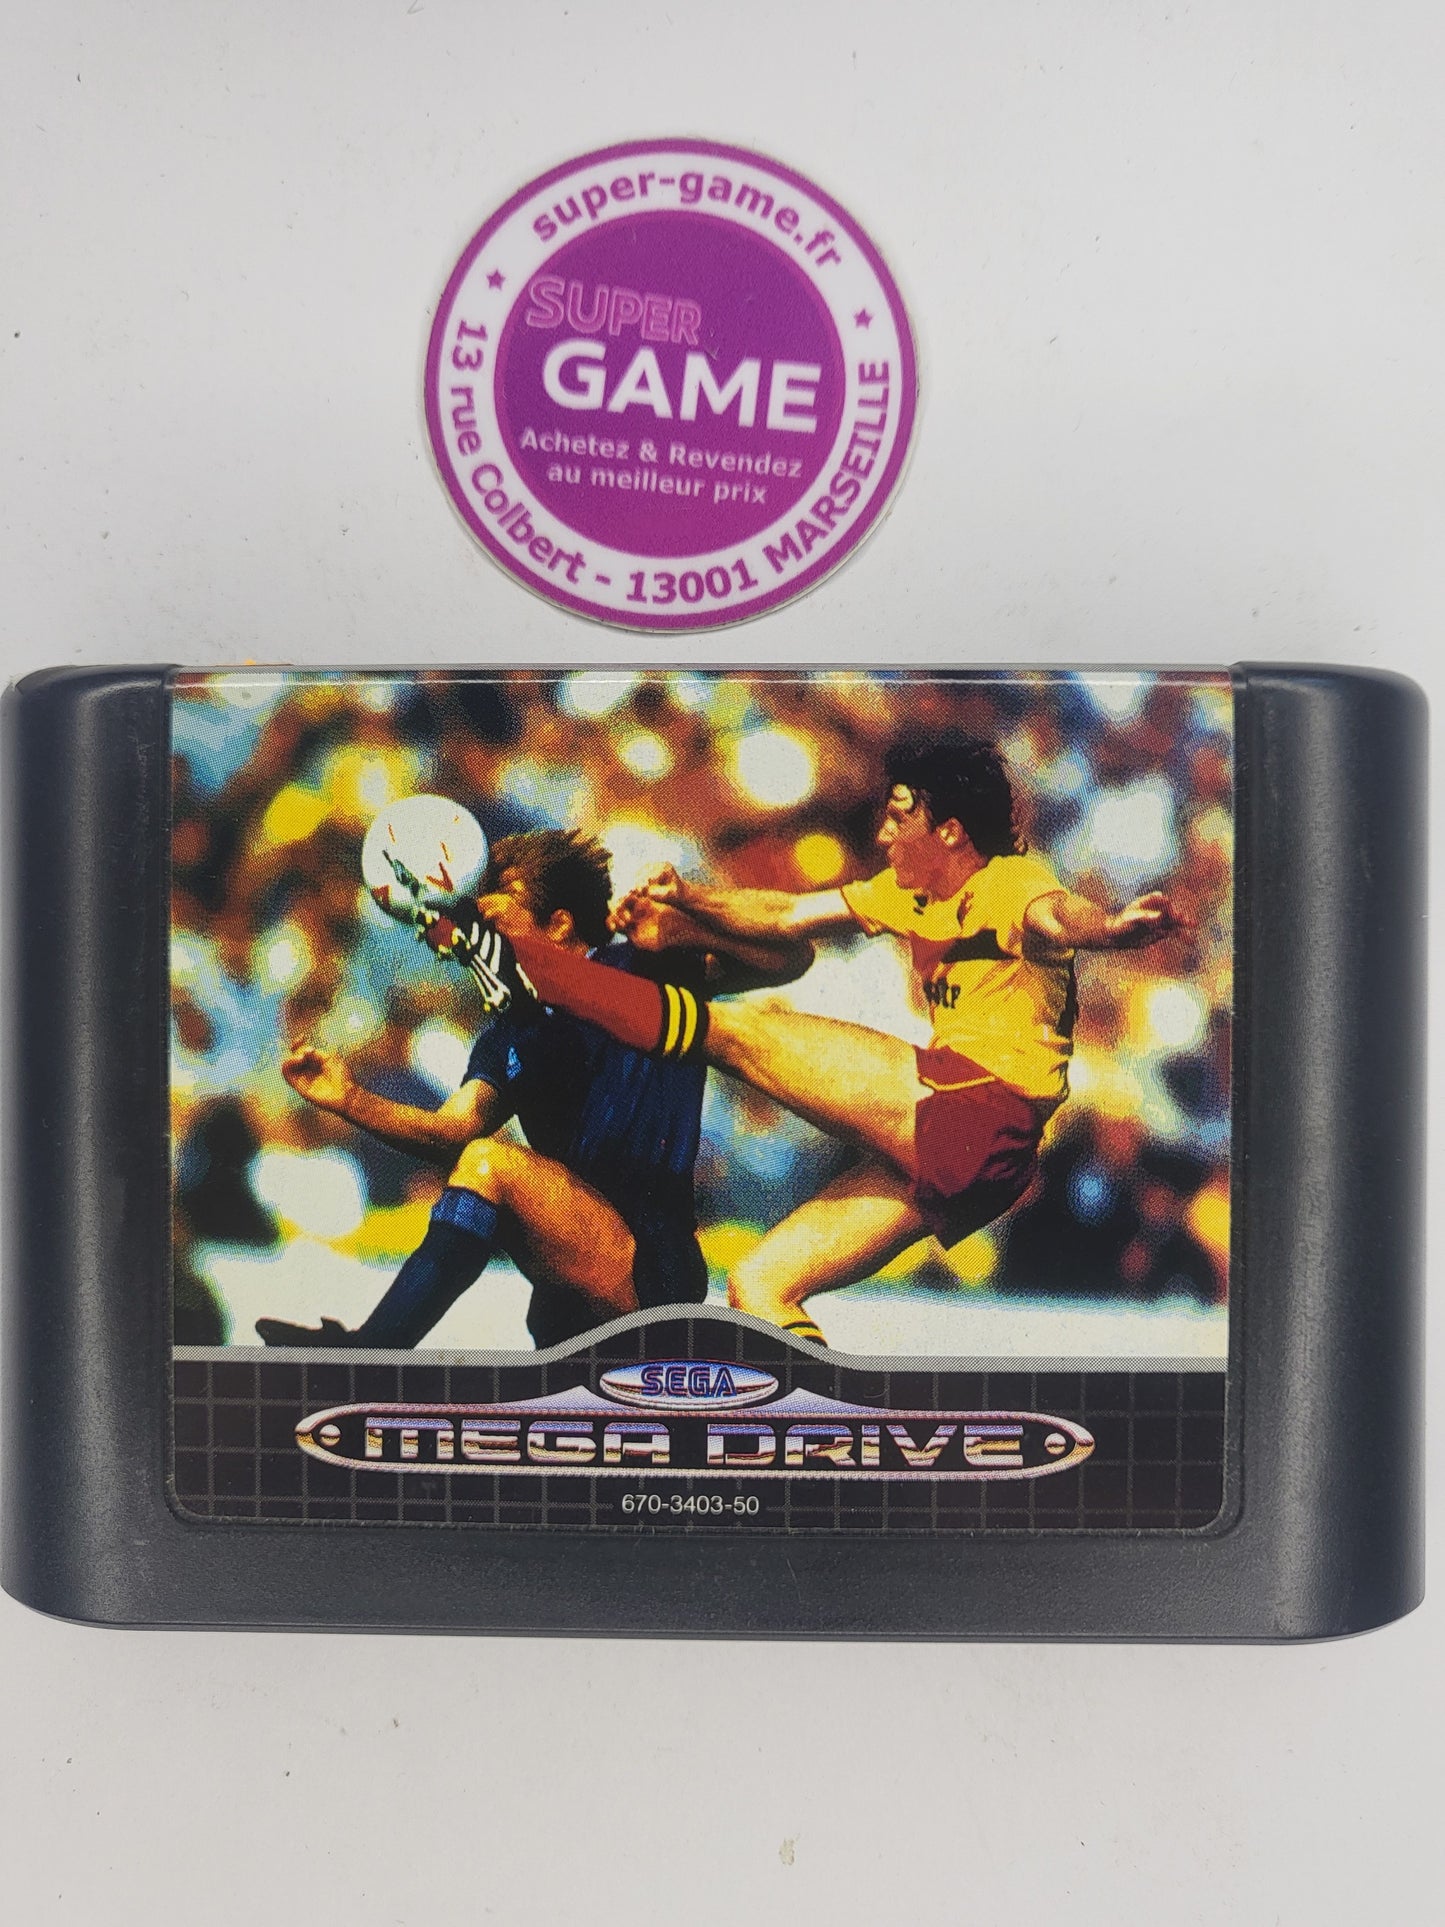 super-game.fr
SUPER
GAME
Achetez & Revendez
au meilleur prix
13 rue Colbert - 13001 MARSEILLE
SEGA
MEGA DRIVE
670-3403-50